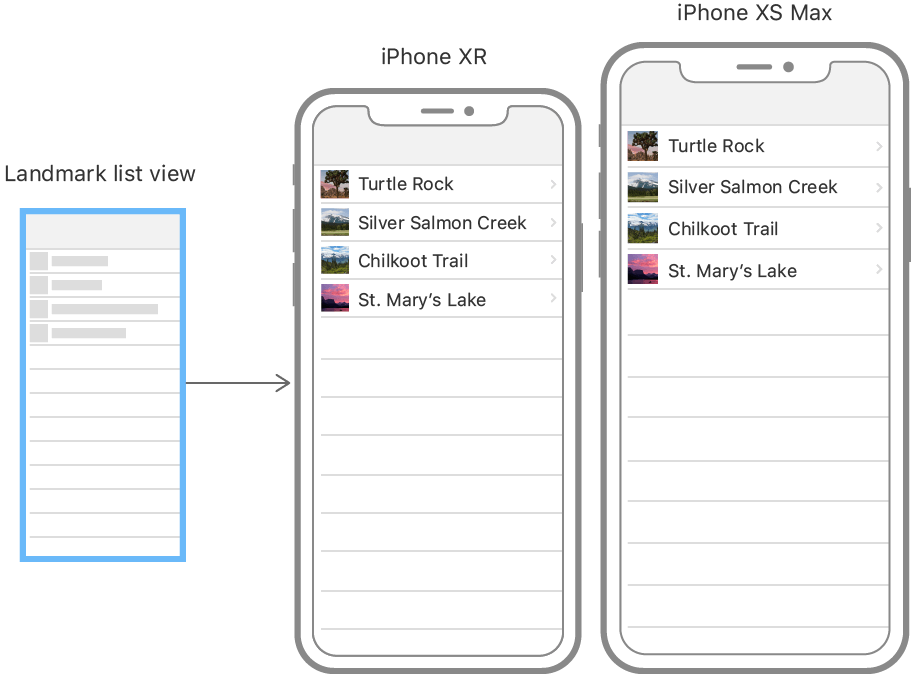 Landmark list view
iPhone XR
Turtle Rock
Silver Salmon Creek
Chilkoot Trail
St. Mary’s Lake
iPhone XS Max
Turtle Rock
Silver Salmon Creek
Chilkoot Trail
St. Mary’s Lake